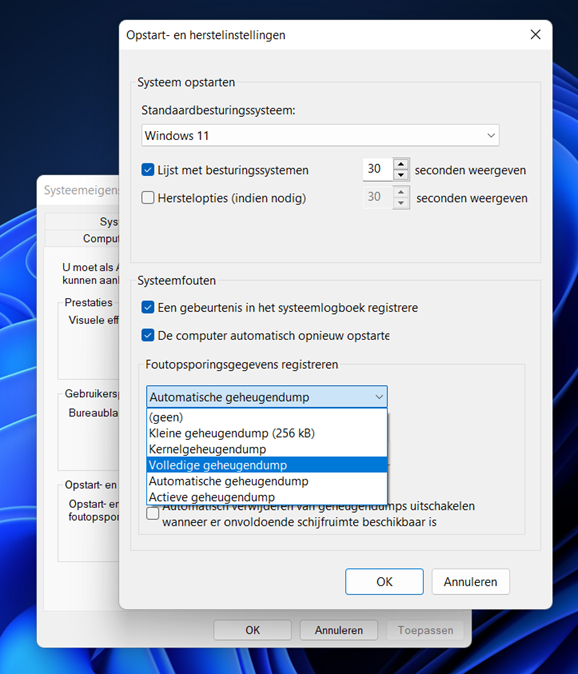 Opstart- en herstelinstellingen
Systeem opstarten
Standaardbesturingssysteem:
Windows 11
Lijst met besturingssystemen 30 seconden weergeven
Herstelopties (indien nodig) 30 seconden weergeven
Systeemfouten
Een gebeurtenis in het systeemlogboek registrere
De computer automatisch opnieuw opstarte
Foutopsporingsgegevens registreren
Automatische geheugendump
(geen)
Kleine geheugendump (256 kB)
Kernelgeheugendump
Volledige geheugendump
Automatische geheugendump
Actieve geheugendump
Automatisch verwijderen van geheugendumps uitschakelen
wanneer er onvoldoende schijfruimte beschikbaar is
OK Annuleren
Systeemeigens
Sys
Comput
U moet als A
kunnen aan
Prestaties
Visuele eff
Gebruikersp
Bureaubla
Opstart- en
Opstart- en
foutopspor
OK Annuleren Toepassen